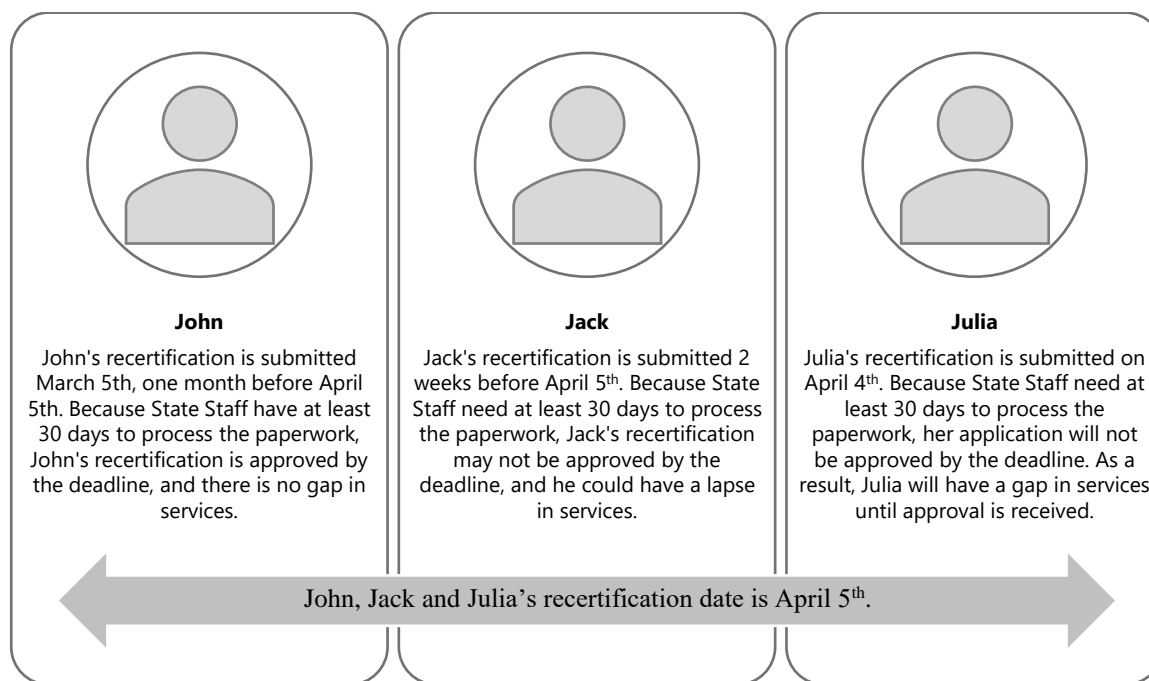 John
John's recertification is submitted
March 5th, one month before April
5th. Because State Staff have at least
30 days to process the paperwork,
John's recertification is approved by
the deadline, and there is no gap in
services.
Jack
Jack's recertification is submitted 2
weeks before April 5th. Because State
Staff need at least 30 days to process
the paperwork, Jack's recertification
may not be approved by the
deadline, and he could have a lapse
in services.
Julia
Julia's recertification is submitted on
April 4th. Because State Staff need at
least 30 days to process the
paperwork, her application will not
be approved by the deadline. As a
result, Julia will have a gap in services
until approval is received.
John, Jack and Julia’s recertification date is April 5th.